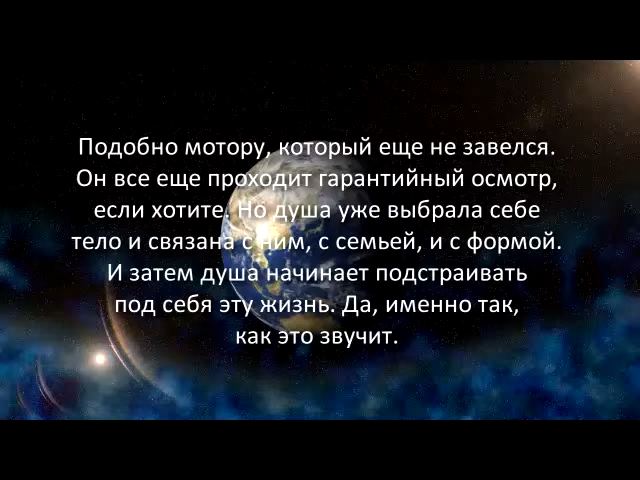 Подобно мотору, который еще не завелся.
Он все еще проходит гарантийный осмотр,
если хотите. Но душа уже выбрала себе
тело и связана с ним, с семьей, и с формой.
И затем душа начинает подстраивать
под себя эту жизнь. Да, именно так,
как это звучит.